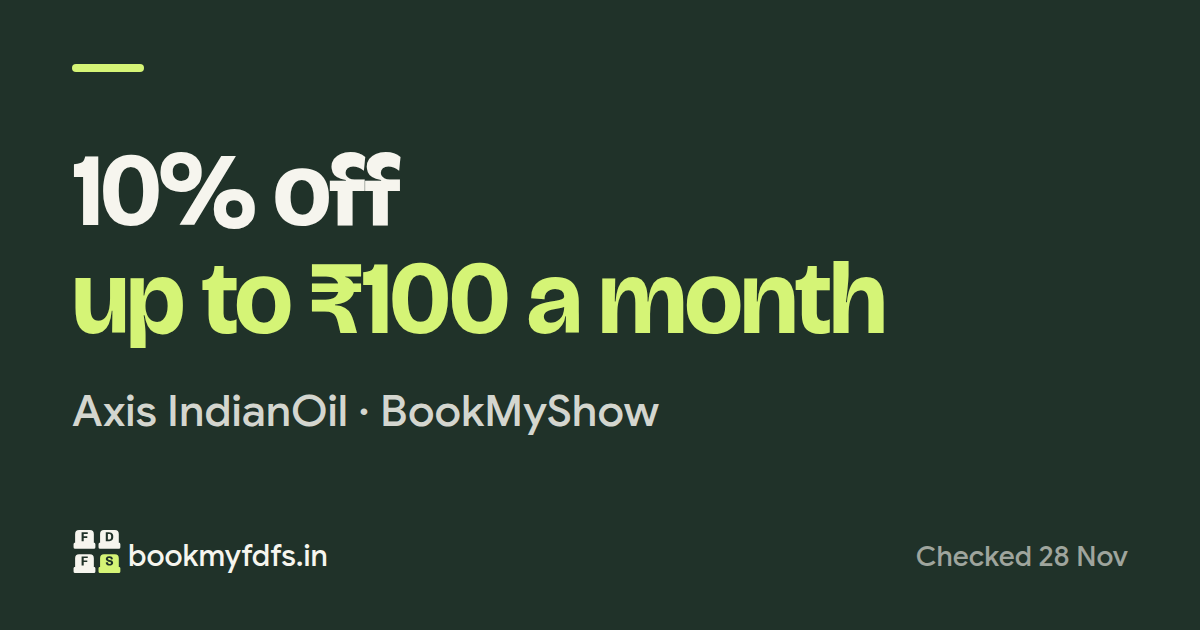 10% off
up to ₹100 a month
Axis IndianOil · BookMyShow
F D
F S
bookmyfdfs.in
Checked 28 Nov